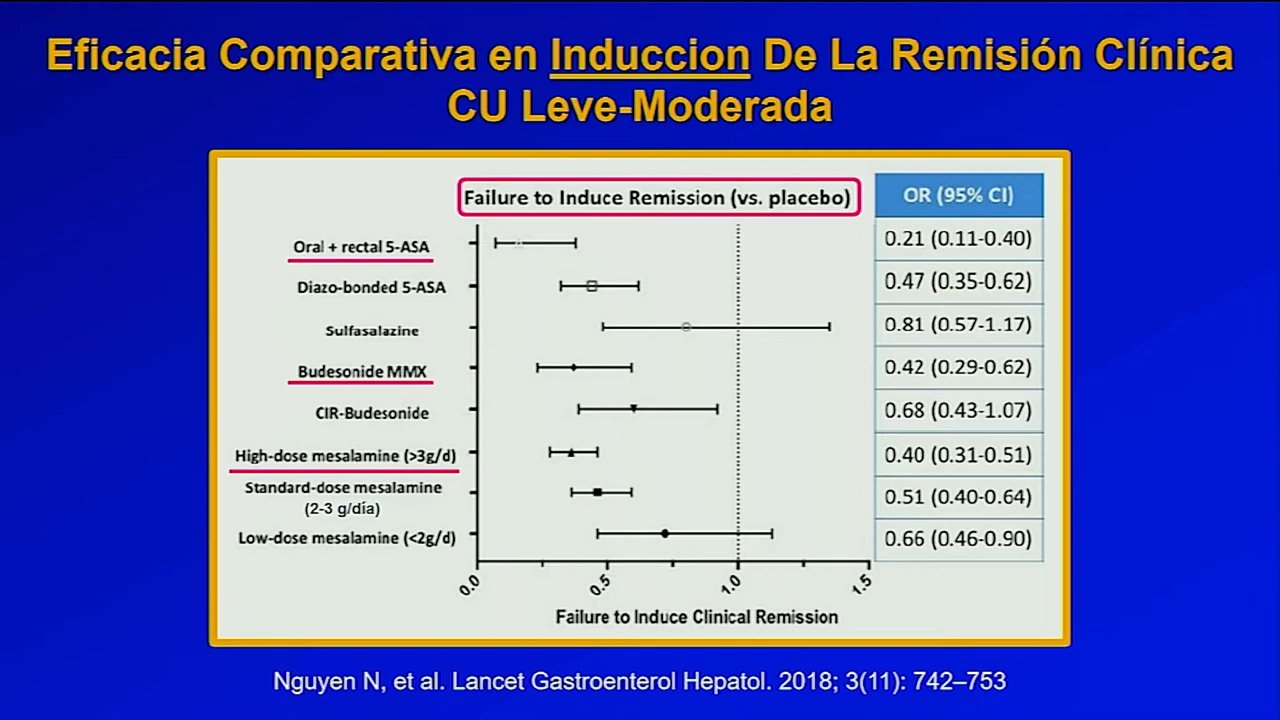 Eficacia Comparativa en Induccion De La Remisión Clínica
CU Leve-Moderada
Failure to Induce Remission (vs. placebo)
OR (95% CI)
Oral + rectal 5-ASA
0.21 (0.11-0.40)
Diazo-bonded 5-ASA
0.47 (0.35-0.62)
Sulfasalazine
0.81 (0.57-1.17)
Budesonide MMX
0.42 (0.29-0.62)
CIR-Budesonide
0.68 (0.43-1.07)
High-dose mesalamine (>3g/d)
0.40 (0.31-0.51)
Standard-dose mesalamine
(2-3 g/día)
0.51 (0.40-0.64)
Low-dose mesalamine (<2g/d)
0.66 (0.46-0.90)
0.0
0.5
1.0
1.5
Failure to Induce Clinical Remission
Nguyen N, et al. Lancet Gastroenterol Hepatol. 2018; 3(11): 742–753